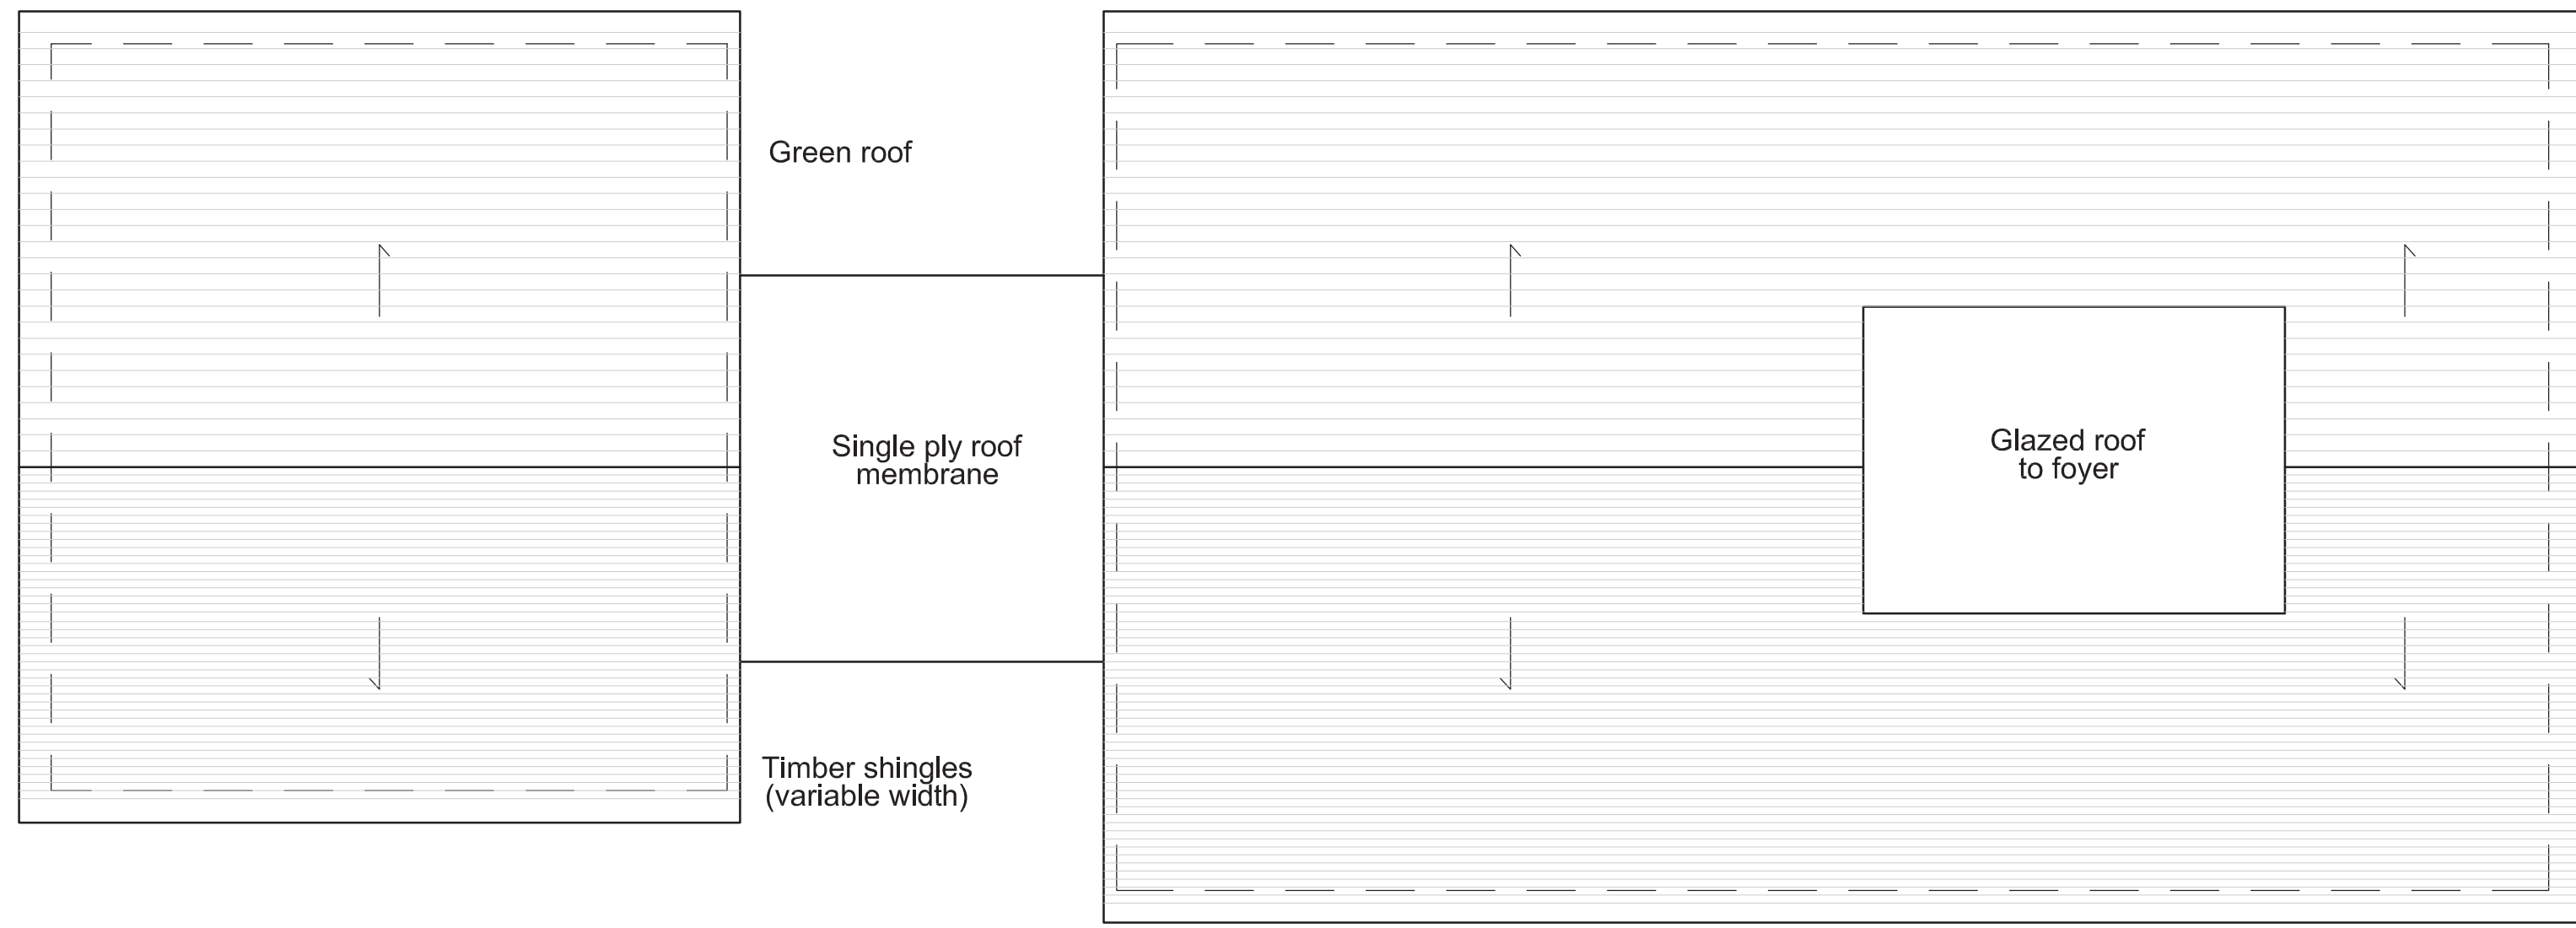 Green roof
Single ply roof
membrane
Glazed roof
to foyer
Timber shingles
(variable width)